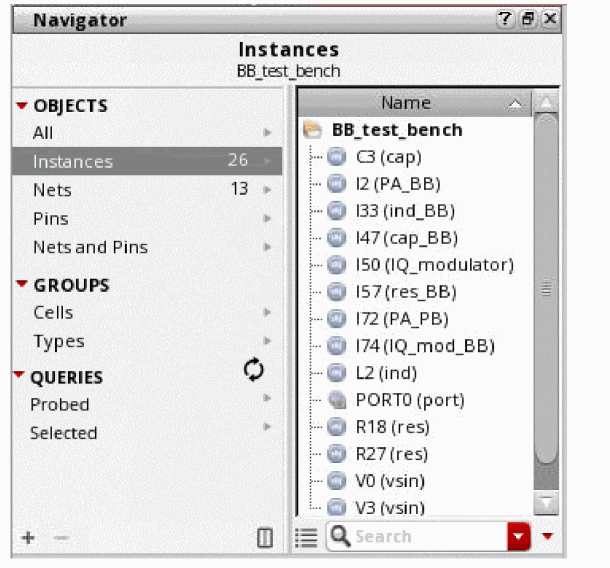 Navigator
Instances
BB_test_bench
OBJECTS
All
Instances 26
Nets 13
Pins
Nets and Pins
GROUPS
Cells
Types
QUERIES
Probed
Selected
Name
BB_test_bench
C3 (cap)
I2 (PA_BB)
I33 (ind_BB)
I47 (cap_BB)
I50 (IQ_modulator)
I57 (res_BB)
I72 (PA_PB)
I74 (IQ_mod_BB)
L2 (ind)
PORT0 (port)
R18 (res)
R27 (res)
V0 (vsin)
V3 (vsin)
Search